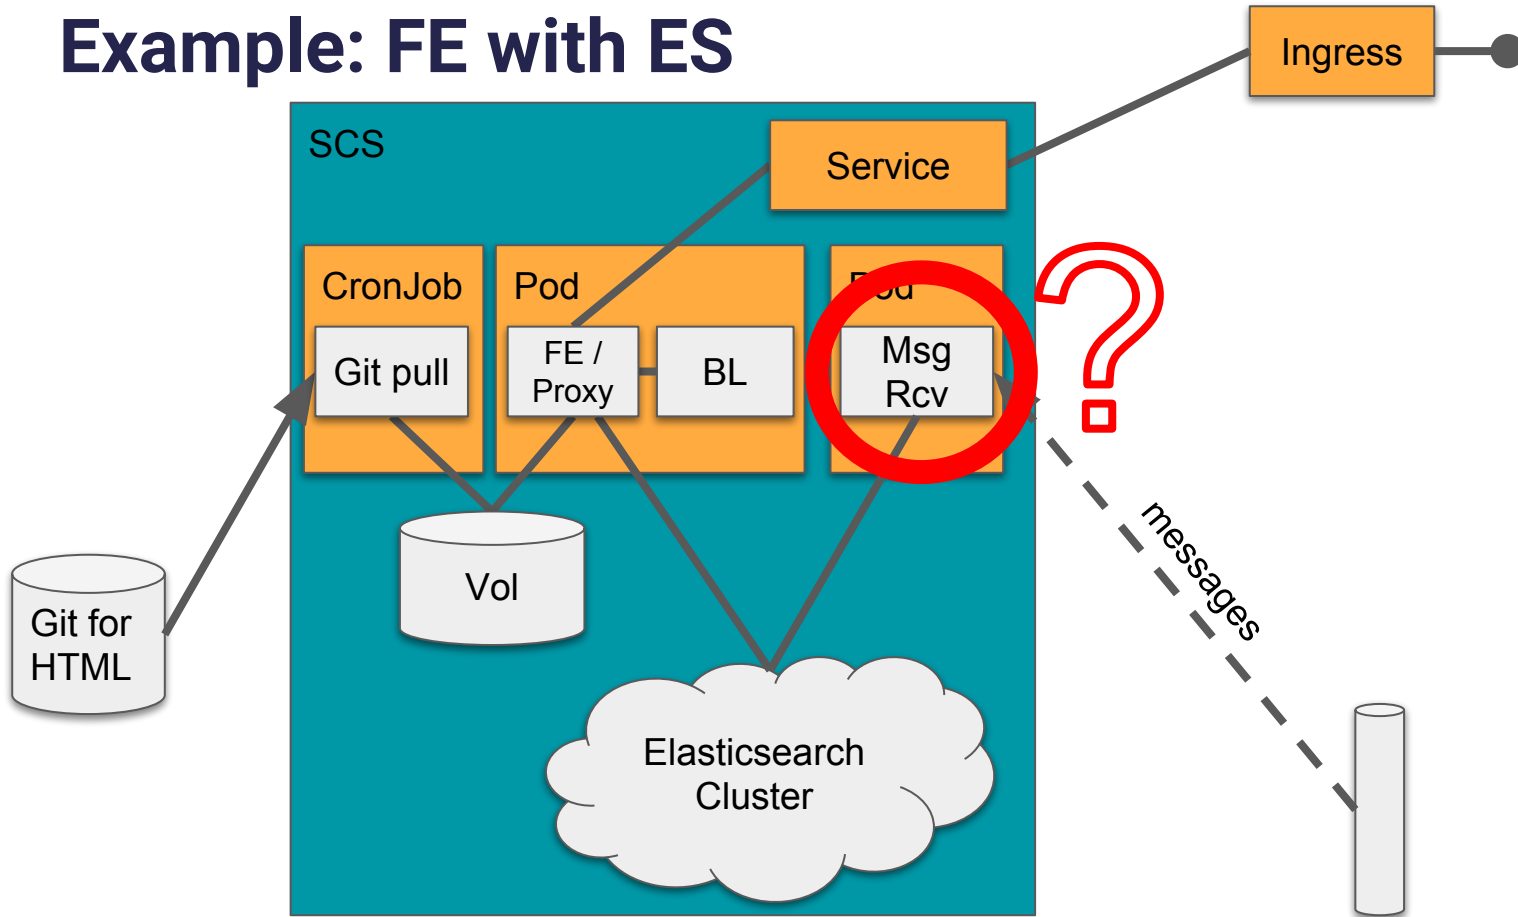 Example: FE with ES
Ingress
SCS
Service
CronJob
Pod
Pod
Git pull
FE /
Proxy
BL
Msg
Rcv
?
messages
Vol
Git for
HTML
Elasticsearch
Cluster